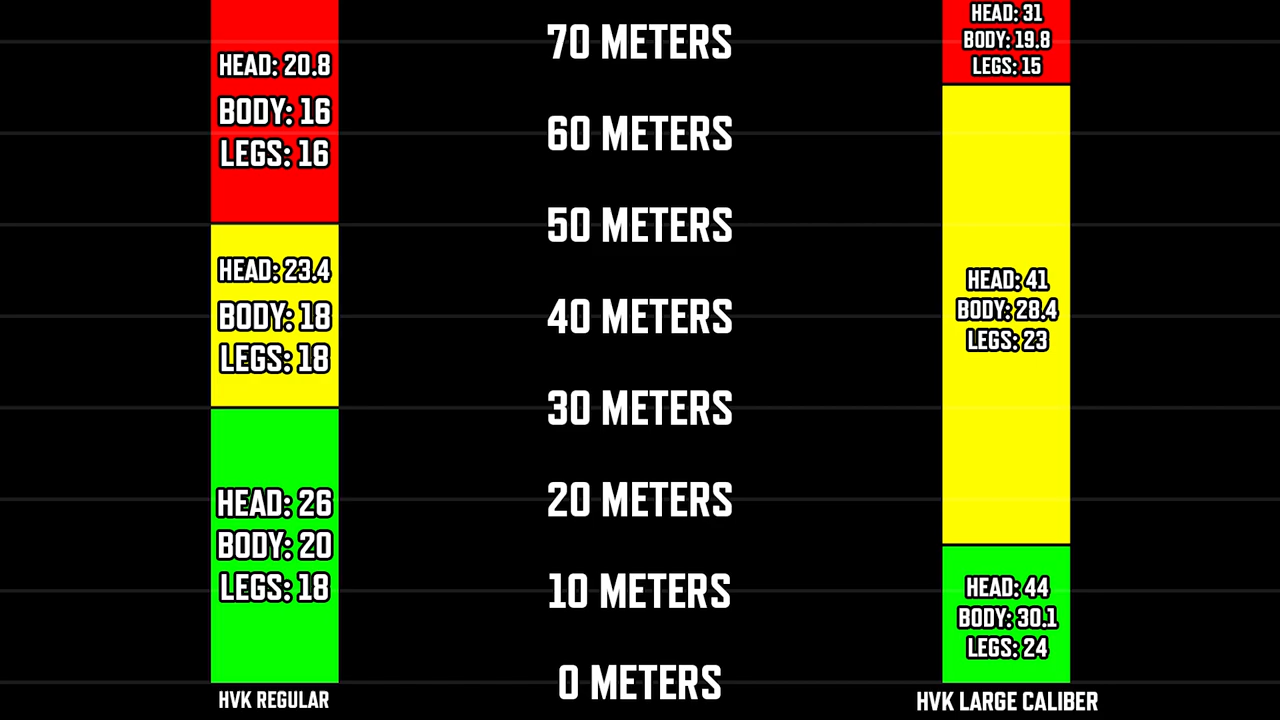 HEAD: 20.8
BODY: 16
LEGS: 16
HEAD: 23.4
BODY: 18
LEGS: 18
HEAD: 26
BODY: 20
LEGS: 18
HVK REGULAR
70 METERS
60 METERS
50 METERS
40 METERS
30 METERS
20 METERS
10 METERS
0 METERS
HEAD: 31
BODY: 19.8
LEGS: 15
HEAD: 41
BODY: 28.4
LEGS: 23
HEAD: 44
BODY: 30.1
LEGS: 24
HVK LARGE CALIBER